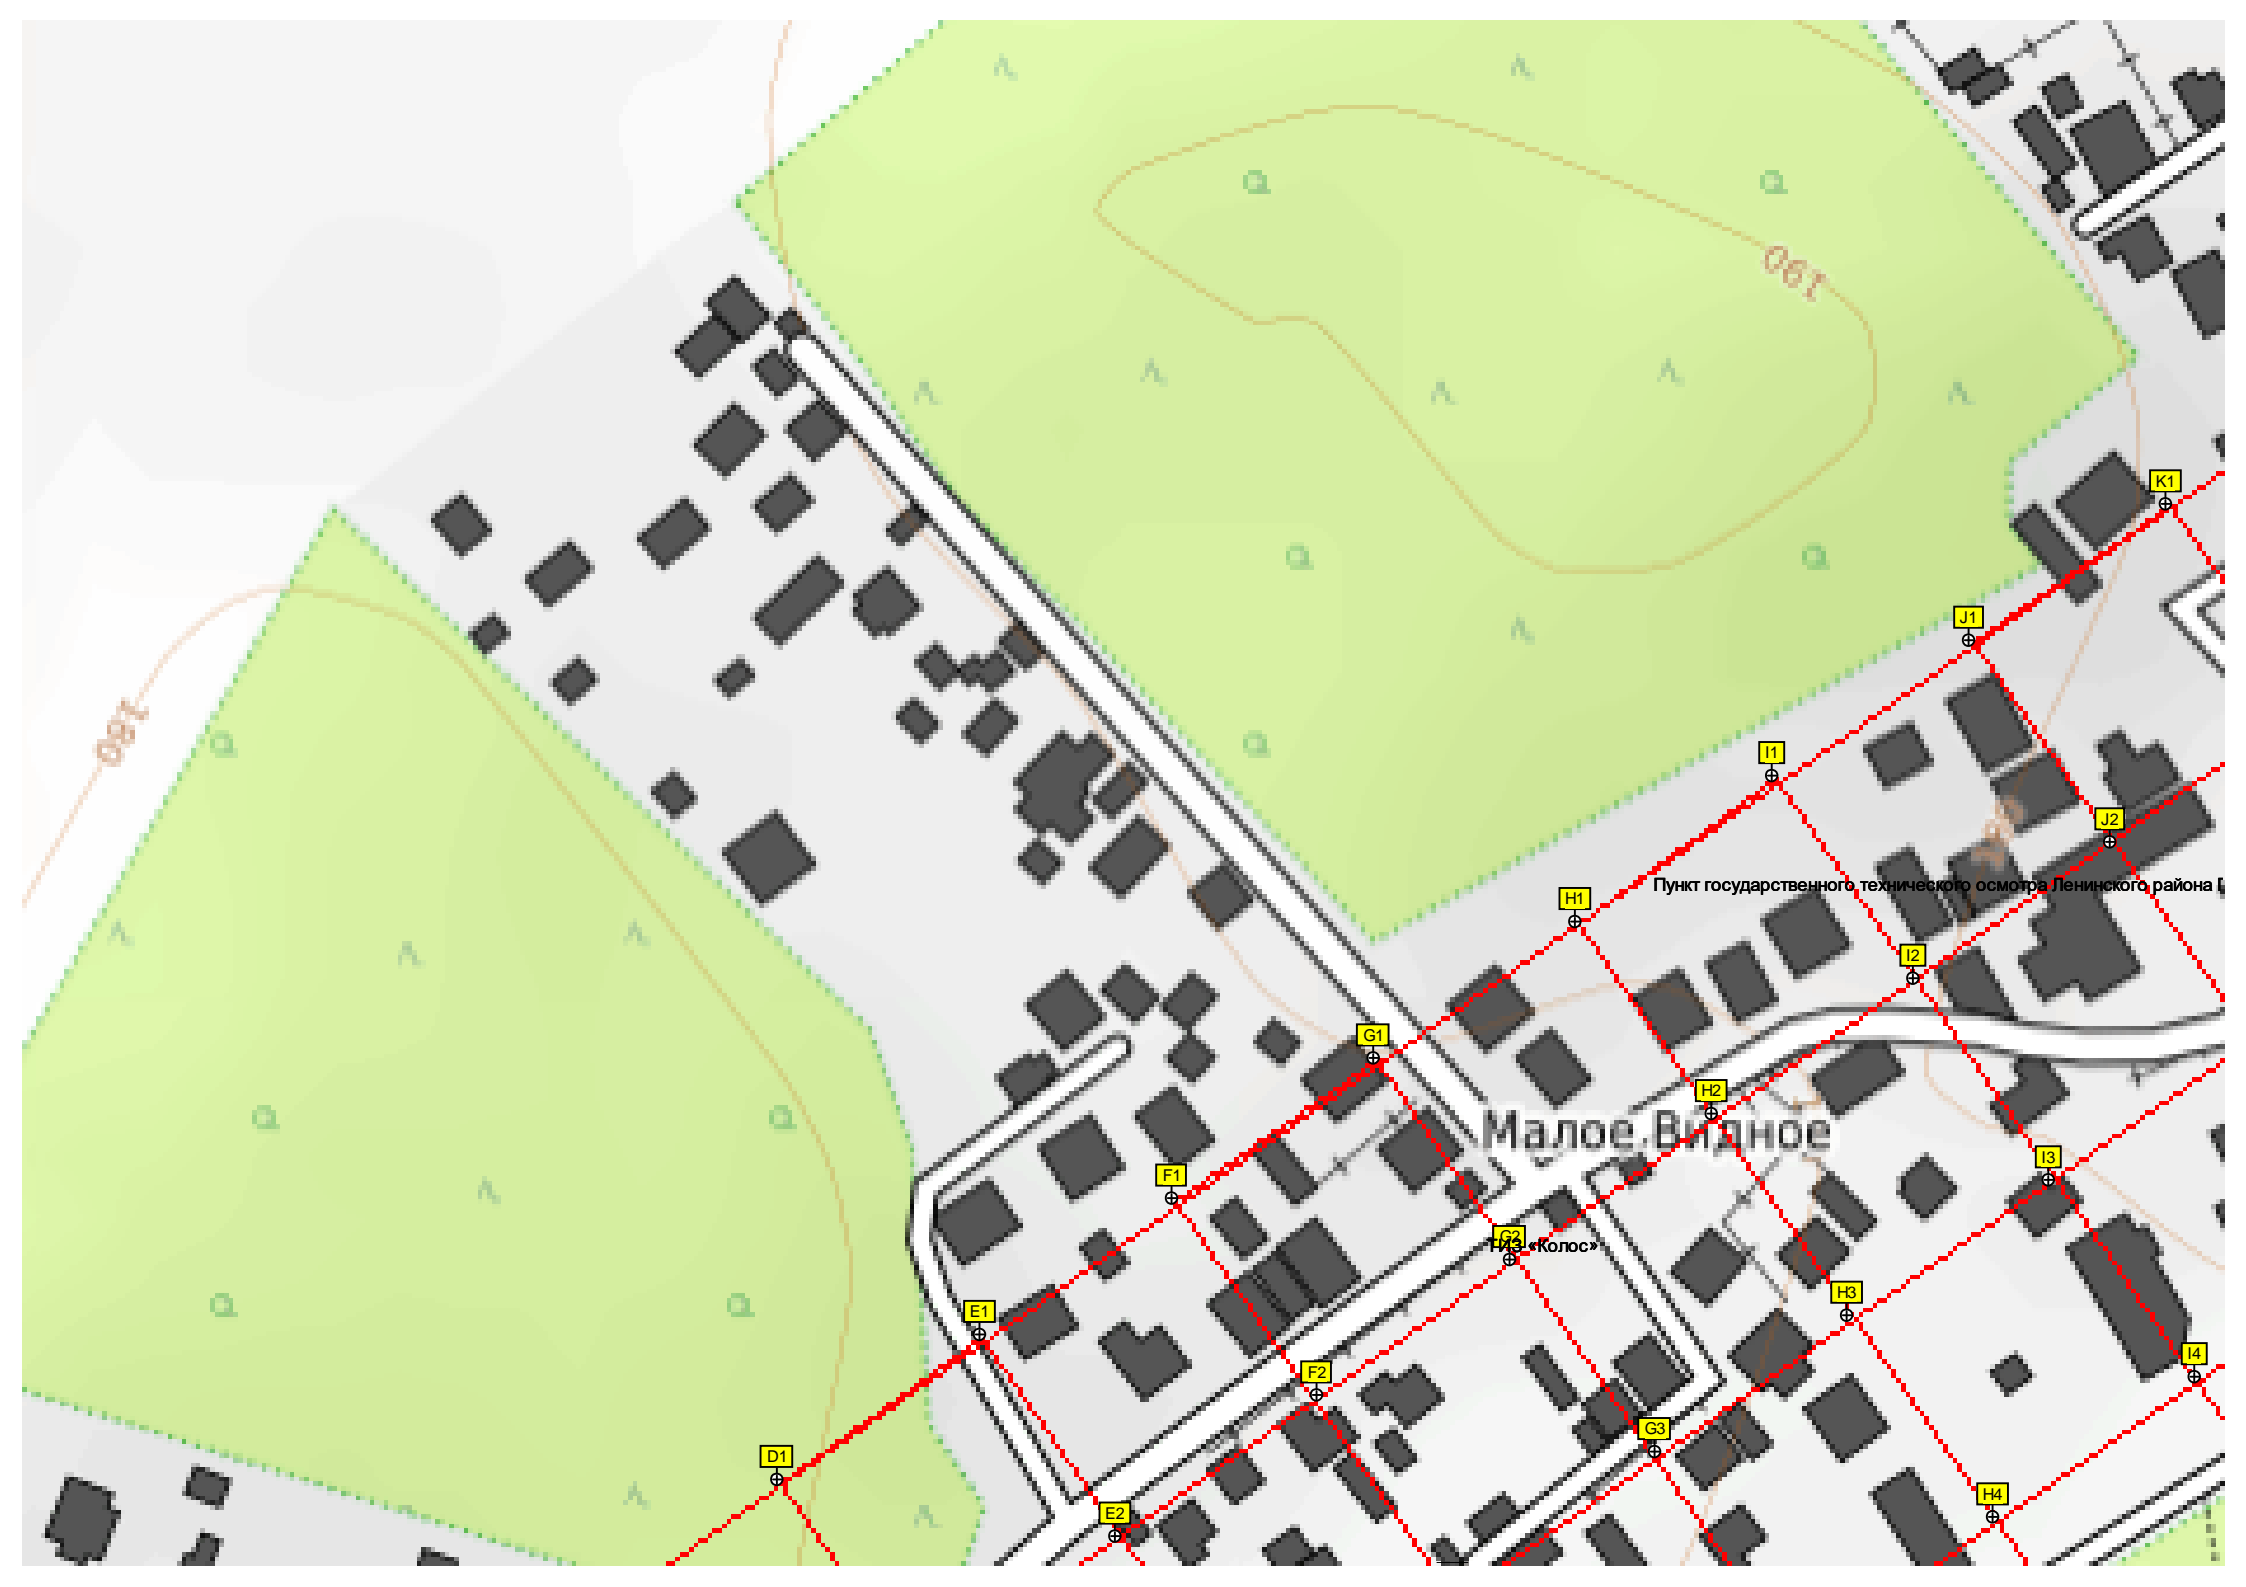 190
K1
J1
180
I1
J2
180
Пункт государственного технического осмотра Ленинского района
H1
I2
G1
H2
Малое Видное
I3
F1
G2
ТИЗ «Колос»
H3
E1
I4
F2
G3
D1
H4
E2